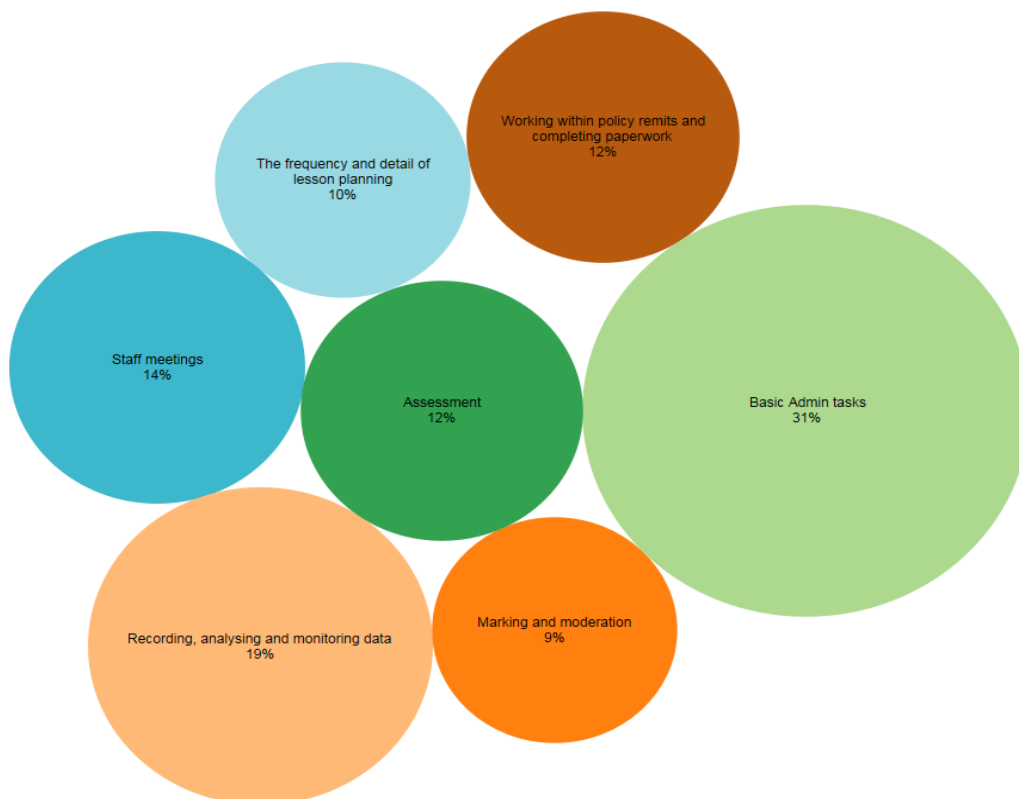 Working within policy remits and
completing paperwork
12%
The frequency and detail of
lesson planning
10%
Staff meetings
14%
Assessment
12%
Basic Admin tasks
31%
Recording, analysing and monitoring data
19%
Marking and moderation
9%